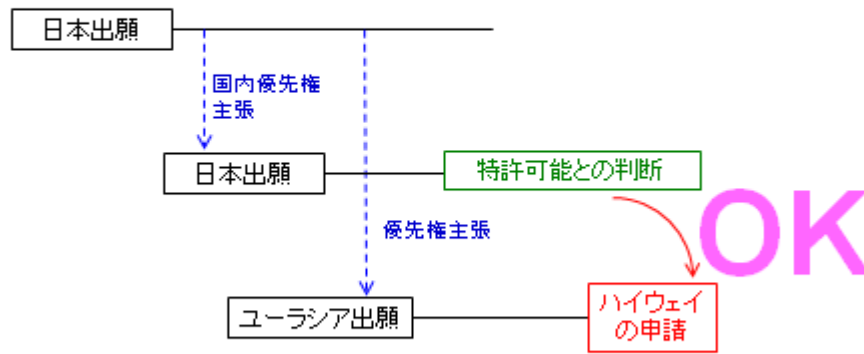 日本出願
国内優先権
主張
日本出願
特許可能との判断
OK
優先権主張
ユーラシア出願
ハイウェイ
の申請